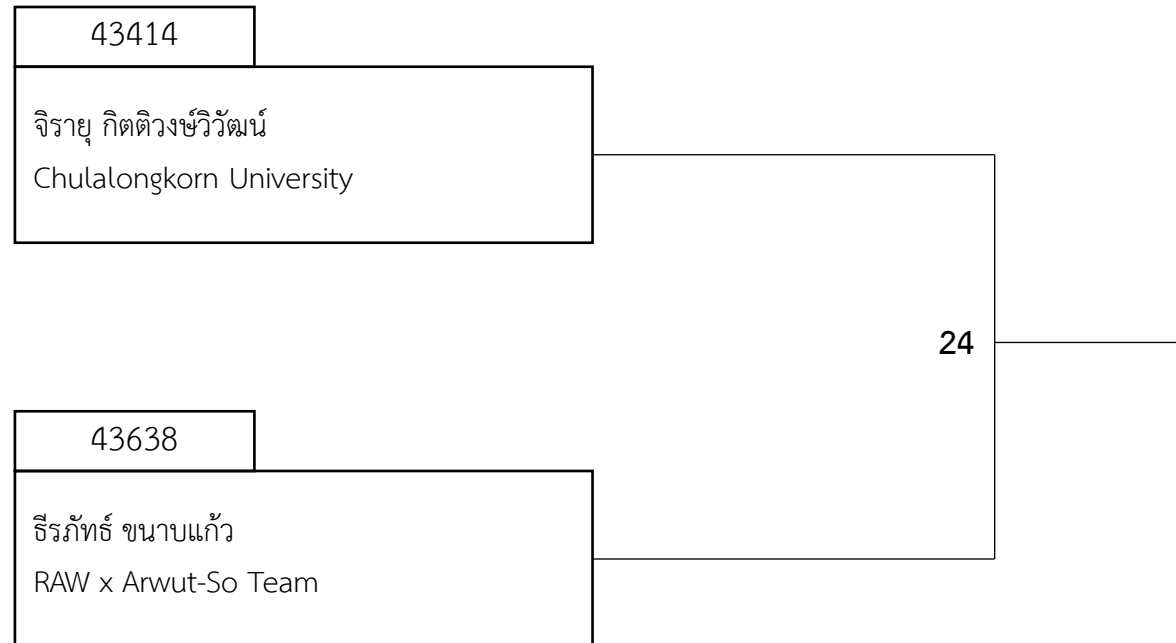 43414
จิรายุ กิตติวงษ์วิวัฒน์
Chulalongkorn University
24
43638
ธีรภัทธ์ ขนาบแก้ว
RAW x Arwut-So Team